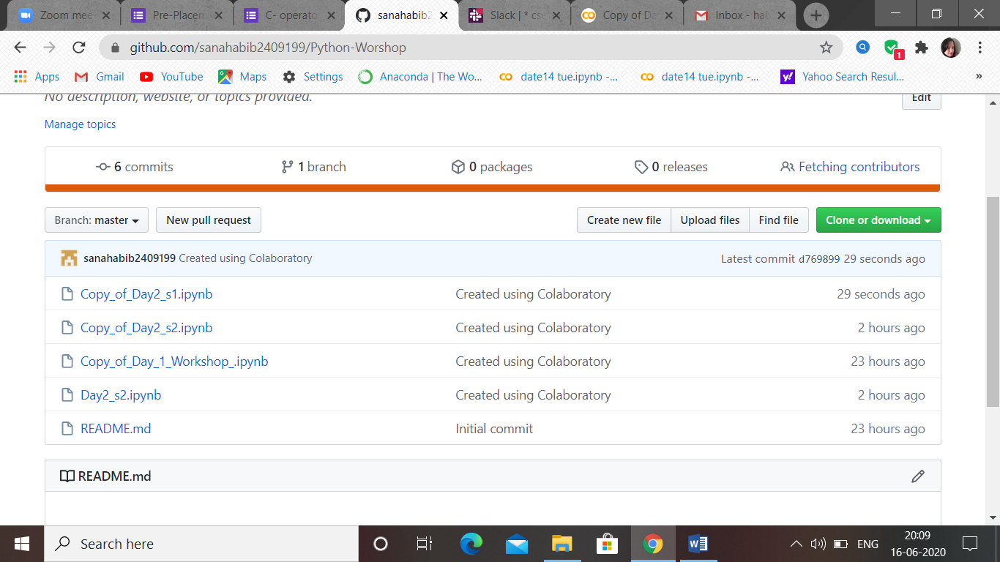 Zoom mee
Pre-Placem
C- operato
sanahabib2
Slack | * cs
Copy of Da
Inbox - hab
github.com/sanahabib2409199/Python-Worshop
1
Apps
Gmail
YouTube
Maps
Settings
Anaconda | The Wo...
date14 tue.ipynb -...
date14 tue.ipynb -...
Yahoo Search Resul...
»
No description, website, or topics provided.
Edit
Manage topics
6 commits
1 branch
0 packages
0 releases
Fetching contributors
Branch: master
New pull request
Create new file
Upload files
Find file
Clone or download
sanahabib2409199 Created using Colaboratory
Latest commit d769899 29 seconds ago
Copy_of_Day2_s1.ipynb Created using Colaboratory 29 seconds ago
Copy_of_Day2_s2.ipynb Created using Colaboratory 2 hours ago
Copy_of_Day_1_Workshop_.ipynb Created using Colaboratory 23 hours ago
Day2_s2.ipynb Created using Colaboratory 2 hours ago
README.md Initial commit 23 hours ago
README.md
Search here
ENG
20:09
16-06-2020